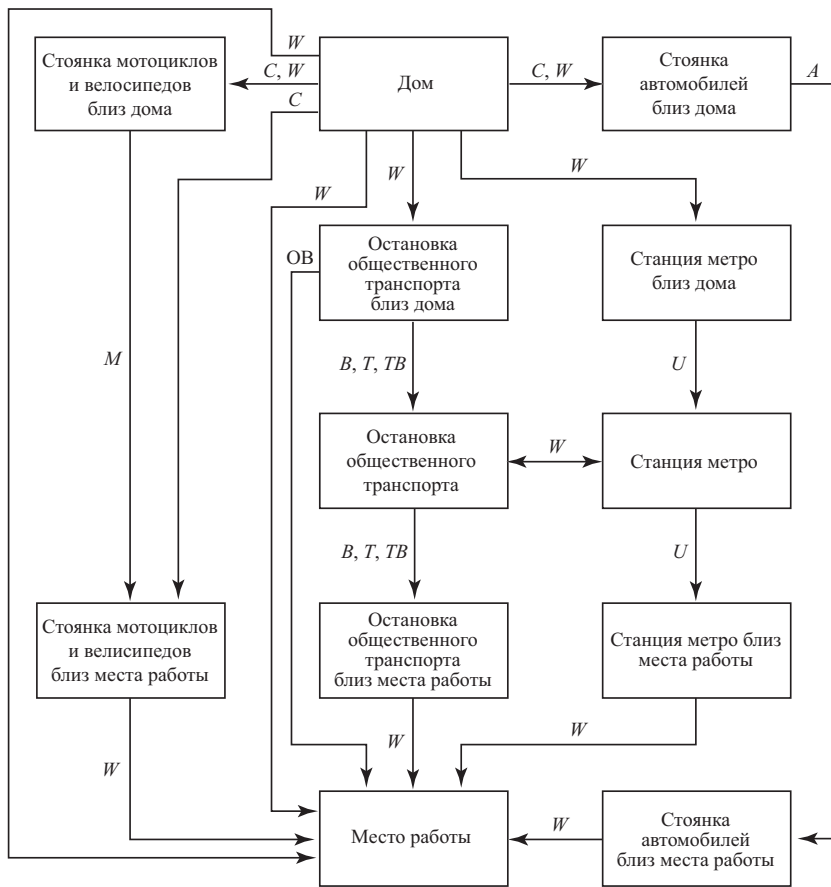 W
Стоянка мотоциклов
и велосипедов
близ дома
C, W
C
Дом
C, W
Стоянка
автомобилей
близ дома
A
W
W
W
ОВ
Остановка
общественного
транспорта
близ дома
Станция метро
близ дома
M
B, T, TB
U
Остановка
общественного
транспорта
W
Станция метро
B, T, TB
U
Стоянка мотоциклов
и велисипедов
близ места работы
Остановка
общественного
транспорта
близ места работы
Станция метро близ
места работы
W
W
W
Место работы
W
Стоянка
автомобилей
близ места работы